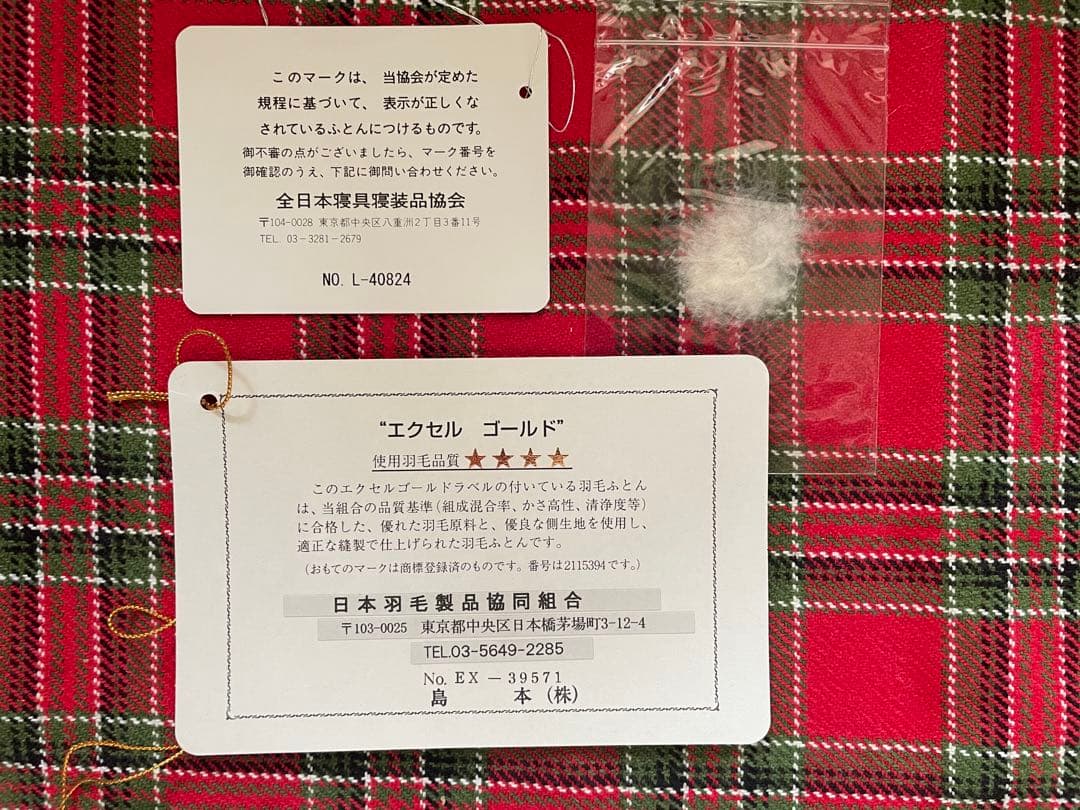 このマークは、 当協会が定めた
規程に基づいて、 表示が正しくな
されているふとんにつけるものです。
御不審の点がございましたら、マーク番号を
御確認のうえ、下記に御問い合わせください。
全日本寝具寝装品協会
〒104-0028 東京都中央区八重洲2丁目3番11号
TEL. 03-3281-2679
NO. L-40824
“エクセル ゴールド”
使用羽毛品質★★★★
このエクセルゴールドラベルの付いている羽毛ふとん
は、当組合の品質基準(組成混合率、かさ高性、清浄度等)
に合格した、優れた羽毛原料と、優良な側生地を使用し、
適正な縫製で仕上げられた羽毛ふとんです。
(おもてのマークは商標登録済のものです。番号は2115394です。)
日本羽毛製品協同組合
〒103-0025 東京都中央区日本橋茅場町3-12-4
TEL.03-5649-2285
No. EX-39571
島本(株)